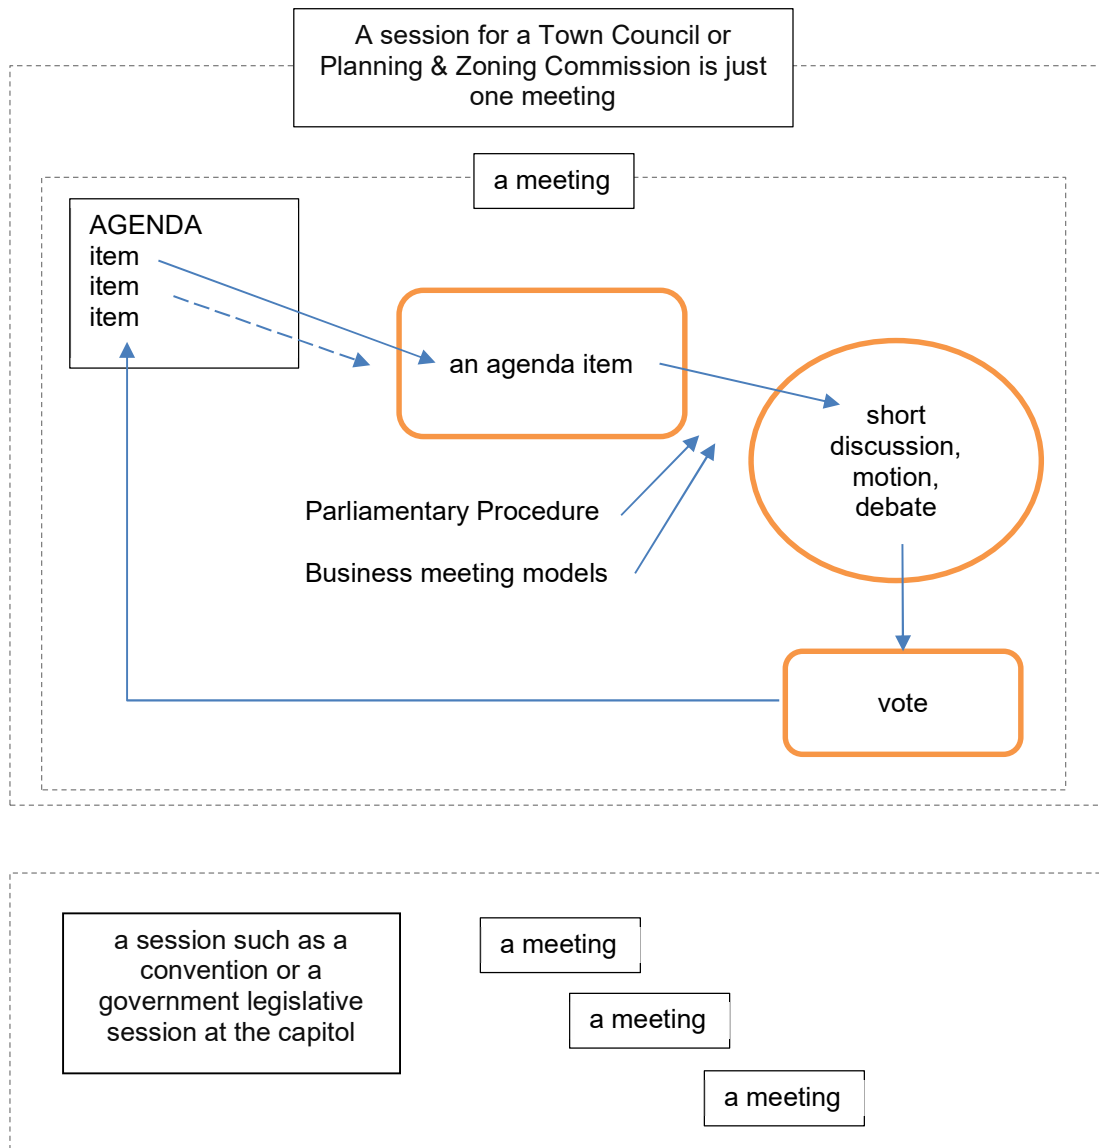 A session for a Town Council or
Planning & Zoning Commission is just
one meeting
a meeting
AGENDA
item
item
item
an agenda item
short
discussion,
motion,
debate
Parliamentary Procedure
Business meeting models
vote
a session such as a
convention or a
government legislative
session at the capitol
a meeting
a meeting
a meeting